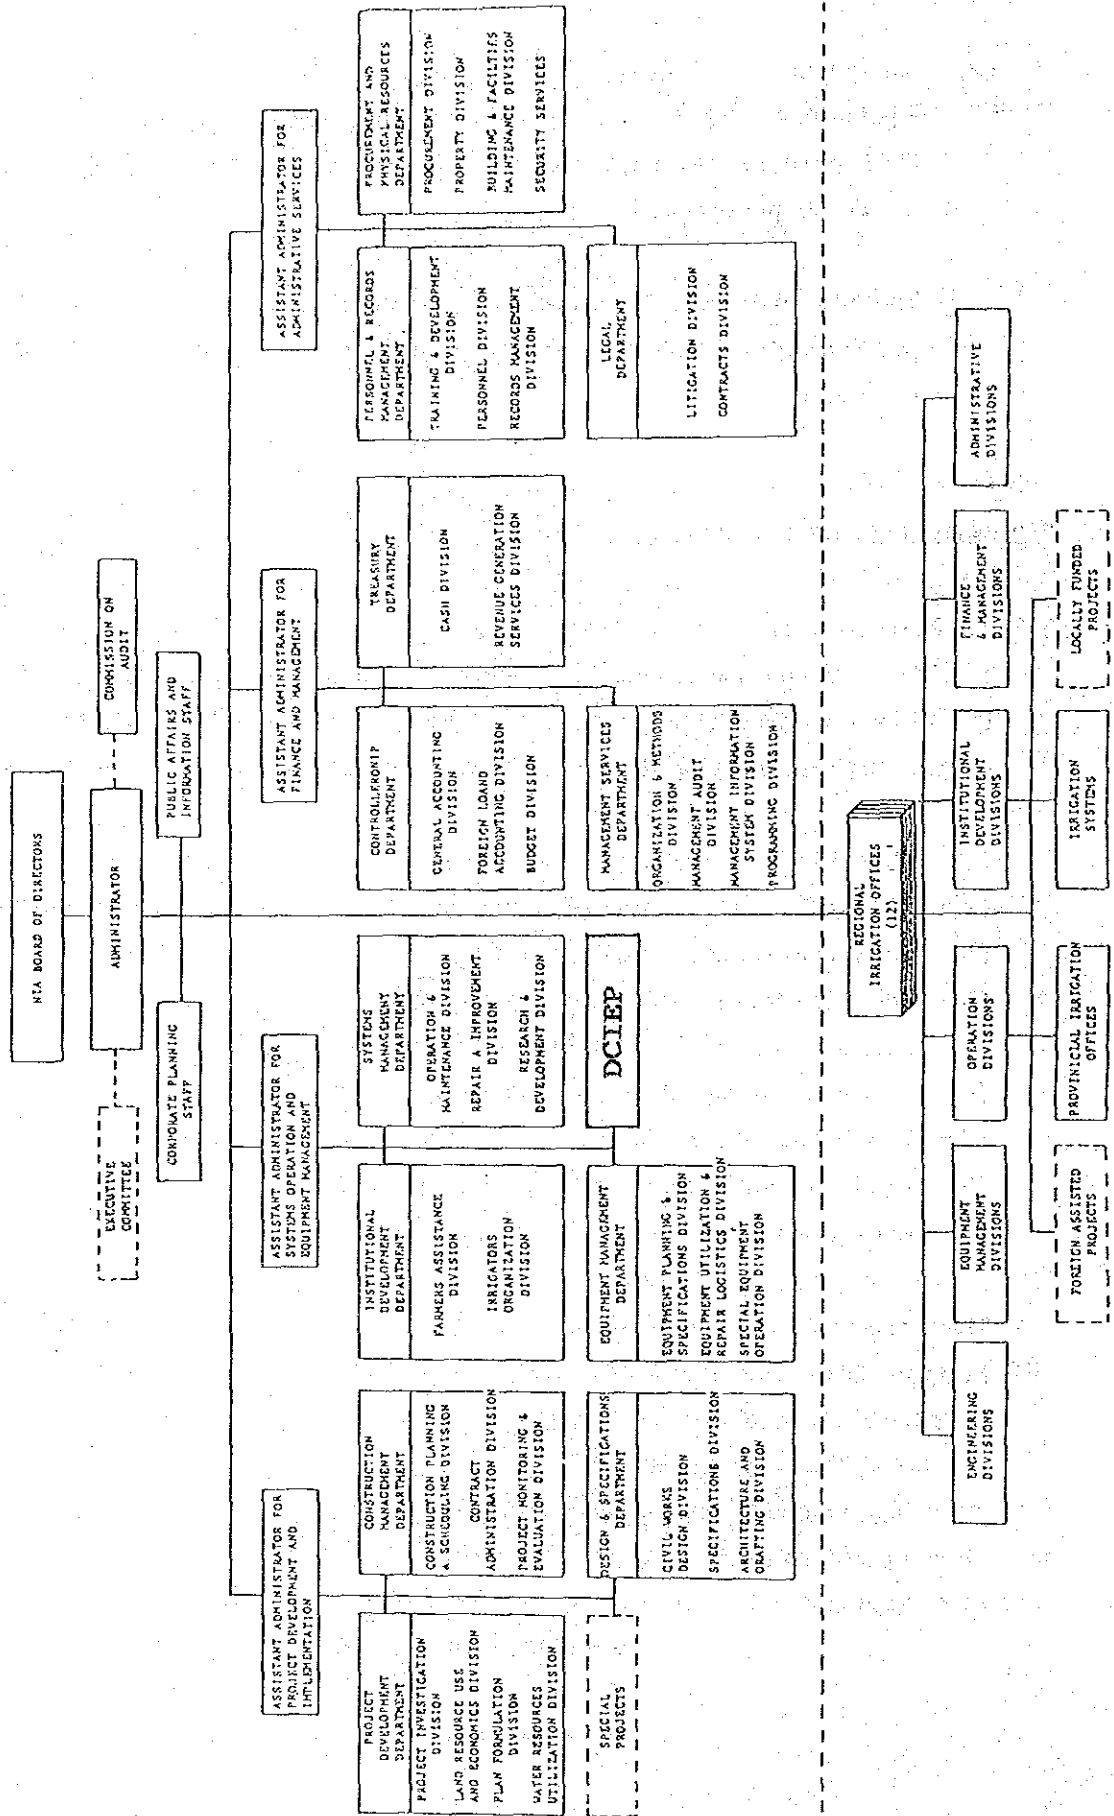 NIA BOARD OF DIRECTORS
EXECUTIVE
COMMITTEE
ADMINISTRATOR
COMMISSION ON
AUDIT
CORPORATE PLANNING
STAFF
PUBLIC AFFAIRS AND
INFORMATION STAFF
ASSISTANT ADMINISTRATOR FOR
PROJECT DEVELOPMENT AND
IMPLEMENTATION
ASSISTANT ADMINISTRATOR FOR
SYSTEMS OPERATION AND
EQUIPMENT MANAGEMENT
ASSISTANT ADMINISTRATOR FOR
FINANCE AND MANAGEMENT
ASSISTANT ADMINISTRATOR FOR
ADMINISTRATIVE SERVICES
PROJECT
DEVELOPMENT
DEPARTMENT
PROJECT INVESTIGATION
DIVISION
LAND RESOURCE USE
AND ECONOMICS DIVISION
PLAN FORMULATION
DIVISION
WATER RESOURCES
UTILIZATION DIVISION
CONSTRUCTION
MANAGEMENT
DEPARTMENT
CONSTRUCTION PLANNING
& SCHEDULING DIVISION
CONTRACT
ADMINISTRATION DIVISION
PROJECT MONITORING &
EVALUATION DIVISION
INSTITUTIONAL
DEVELOPMENT
DEPARTMENT
FARMERS ASSISTANCE
DIVISION
IRRIGATORS
ORGANIZATION
DIVISION
SYSTEMS
MANAGEMENT
DEPARTMENT
OPERATION &
MAINTENANCE DIVISION
REPAIR A IMPROVEMENT
DIVISION
RESEARCH &
DEVELOPMENT DIVISION
CONTROLLERONIP
DEPARTMENT
GENERAL ACCOUNTING
DIVISION
FOREIGN LOAND
ACCOUNTING DIVISION
BUDGET DIVISION
TREASURY
DEPARTMENT
CASH DIVISION
REVENUE GENERATION
SERVICES DIVISION
PERSONNEL & RECORDS
MANAGEMENT
DEPARTMENT
TRAINING & DEVELOPMENT
DIVISION
PERSONNEL DIVISION
RECORDS MANAGEMENT
DIVISION
PROCUREMENT AND
PHYSICAL RESOURCES
DEPARTMENT
PROCUREMENT DIVISION
PROPERTY DIVISION
BUILDING & FACILTIES
MAINTENANCE DIVISION
SECURITY SERVICES
SPECIAL
PROJECTS
DESIGN & SPECIFICATIONS
DEPARTMENT
CIVIL WORKS
DESIGN DIVISION
SPECIFICATIONS DIVISION
ARCHITECTURE AND
DRAFTING DIVISION
EQUIPMENT MANAGEMENT
DEPARTMENT
EQUIPMENT PLANNING &
SPECIFICATIONS DIVISION
EQUIPMENT UTILIZATION &
REPAIR LOGISTICS DIVISION
SPECIAL EQUIPMENT
OPERATION DIVISION
DCIEP
MANAGEMENT SERVICES
DEPARTMENT
ORGANIZATION & METHODS
DIVISION
MANAGEMENT AUDIT
DIVISION
MANAGEMENT INFORMATION
SYSTEM DIVISION
PROGRAMMING DIVISION
LEGAL
DEPARTMENT
LITIGATION DIVISION
CONTRACTS DIVISION
REGIONAL
IRRIGATION OFFICES
(12)
ENGINEERING
DIVISIONS
EQUIPMENT
MANAGEMENT
DIVISIONS
OPERATION
DIVISIONS
INSTITUTIONAL
DEVELOPMENT
DIVISIONS
FINANCE
& MANAGEMENT
DIVISIONS
ADMINISTRATIVE
DIVISIONS
FOREIGN ASSISTED
PROJECTS
PROVINICIAL IRRIGATION
OFFICES
IRRIGATION
SYSTEMS
LOCALLY FUNDED
PROJECTS